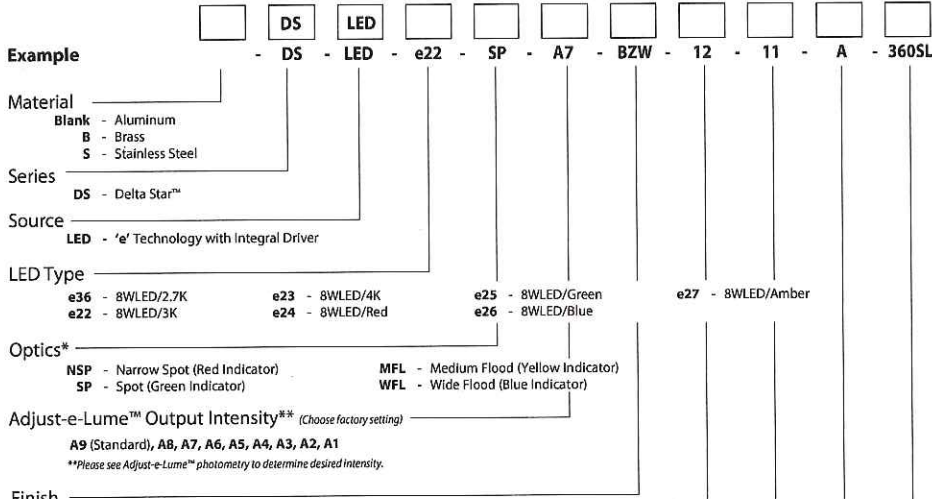 DS LED
Example - DS - LED - e22 - SP - A7 - BZW - 12 - 11 - A - 360SL
Material
Blank - Aluminum
B - Brass
S - Stainless Steel
Series
DS - Delta Star™
Source
LED - 'e' Technology with Integral Driver
LED Type
e36 - 8WLED/2.7K e23 - 8WLED/4K e25 - 8WLED/Green e27 - 8WLED/Amber
e22 - 8WLED/3K e24 - 8WLED/Red e26 - 8WLED/Blue
Optics*
NSP - Narrow Spot (Red Indicator) MFL - Medium Flood (Yellow Indicator)
SP - Spot (Green Indicator) WFL - Wide Flood (Blue Indicator)
Adjust-e-Lume™ Output Intensity** (Choose factory setting)
A9 (Standard), A8, A7, A6, A5, A4, A3, A2, A1
**Please see Adjust-e-Lume™ photometry to determine desired intensity.
Finish